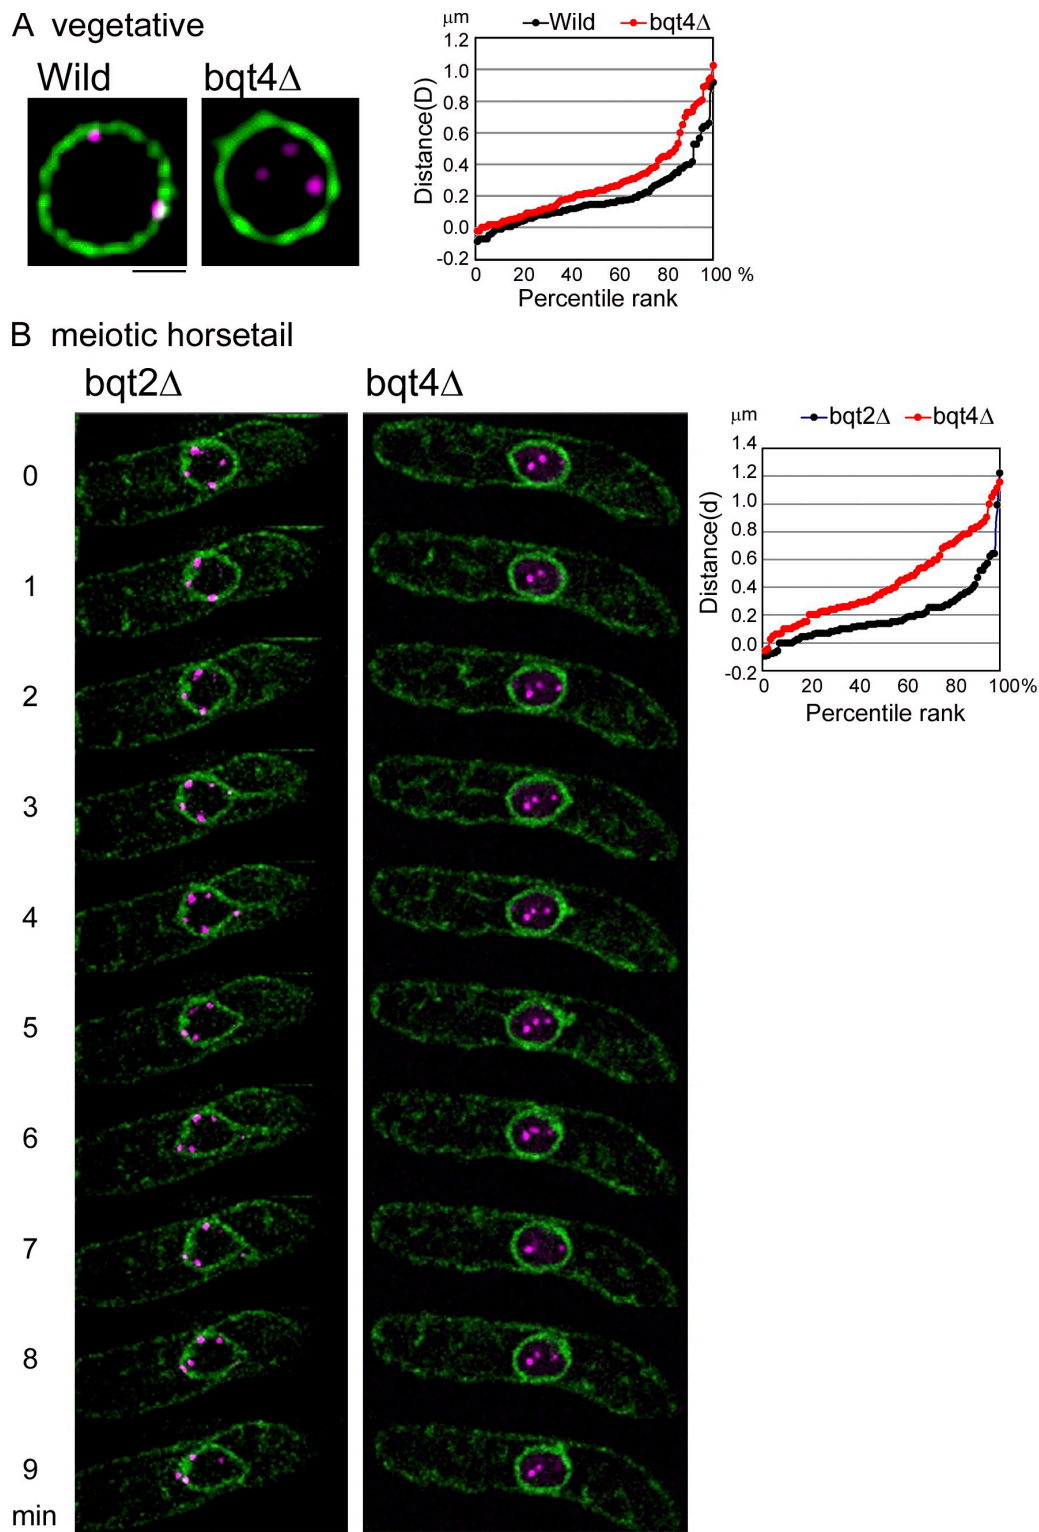 A vegetative
Wild bqt4Δ
μm Wild bqt4Δ
1.2
1.0
0.8
0.6
0.4
0.2
0.0
-0.2
Distance(D)
0 20 40 60 80 100 %
Percentile rank
B meiotic horsetail
bqt2Δ bqt4Δ
0
1
2
3
4
5
6
7
8
9
min
μm bqt2Δ bqt4Δ
1.4
1.2
1.0
0.8
0.6
0.4
0.2
0.0
-0.2
Distance(d)
0 20 40 60 80 100%
Percentile rank